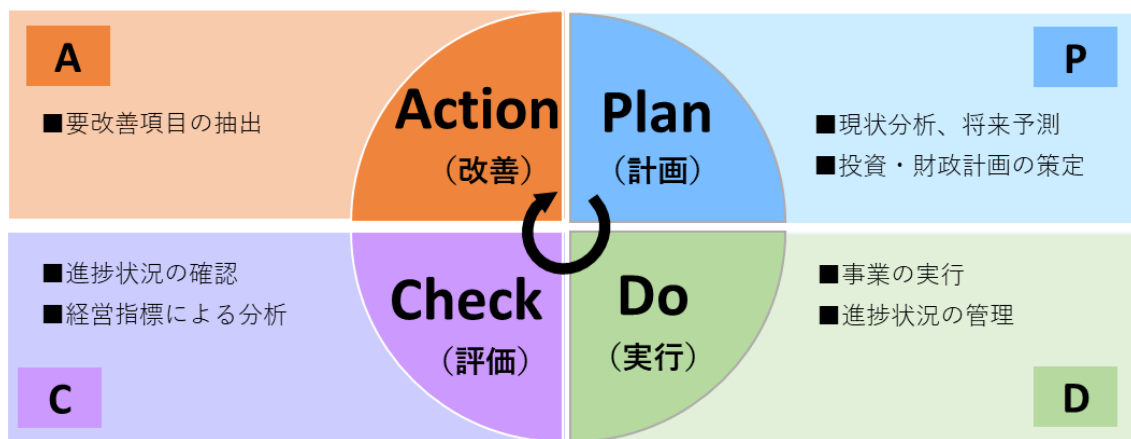 A
■要改善項目の抽出
Action
（改善）
Plan
（計画）
P
■現状分析、将来予測
■投資・財政計画の策定
■進捗状況の確認
■経営指標による分析
C
Check
（評価）
Do
（実行）
■事業の実行
■進捗状況の管理
D